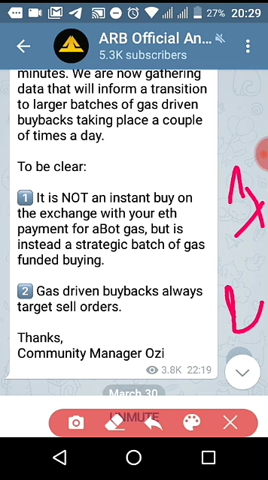 27% 20:29
ARB Official An...
5.3K subscribers
minutes. We are now gathering
data that will inform a transition
to larger batches of gas driven
buybacks taking place a couple
of times a day.
To be clear:
1 It is NOT an instant buy on
the exchange with your eth
payment for aBot gas, but is
instead a strategic batch of gas
funded buying.
2 Gas driven buybacks always
target sell orders.
Thanks,
Community Manager Ozi
3.8K 22:19
March 30
UNMUTE